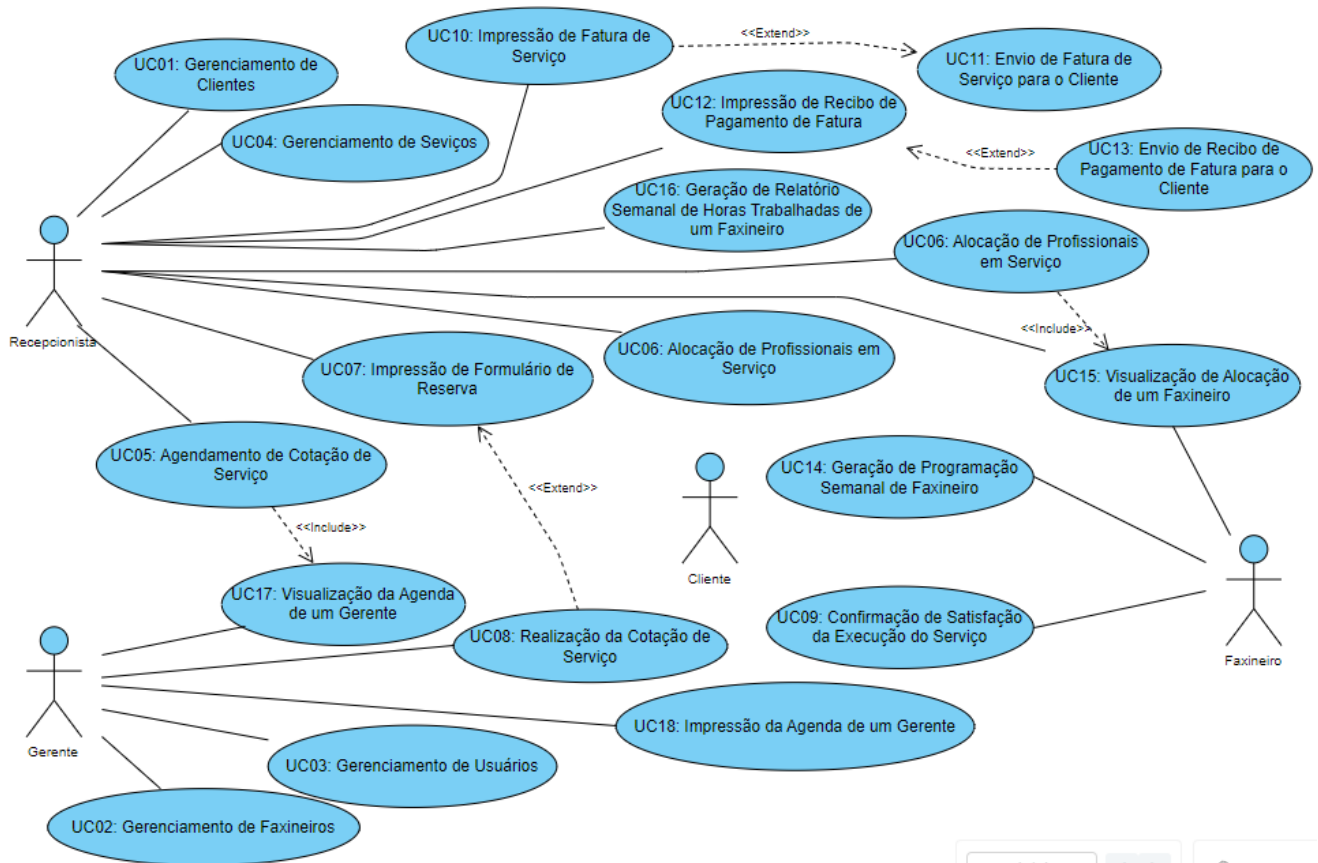 UC10: Impressão de Fatura de
Serviço
<<Extend>>
UC11: Envio de Fatura de
Serviço para o Cliente
UC01: Gerenciamento de
Clientes
UC12: Impressão de Recibo de
Pagamento de Fatura
UC04: Gerenciamento de Seviços
<<Extend>>
UC13: Envio de Recibo de
Pagamento de Fatura para o
Cliente
UC16: Geração de Relatório
Semanal de Horas Trabalhadas de
um Faxineiro
UC06: Alocação de Profissionais
em Serviço
Recepcionista
<<Include>>
UC06: Alocação de Profissionais em
Serviço
UC07: Impressão de Formulário de
Reserva
UC15: Visualização de Alocação
de um Faxineiro
UC05: Agendamento de Cotação de
Serviço
UC14: Geração de Programação
Semanal de Faxineiro
<<Extend>>
<<Include>>
Cliente
UC17: Visualização da Agenda
de um Gerente
UC08: Realização da Cotação de
Serviço
UC09: Confirmação de Satisfação
da Execução do Serviço
Faxineiro
UC18: Impressão da Agenda de um Gerente
Gerente
UC03: Gerenciamento de Usuários
UC02: Gerenciamento de Faxineiros